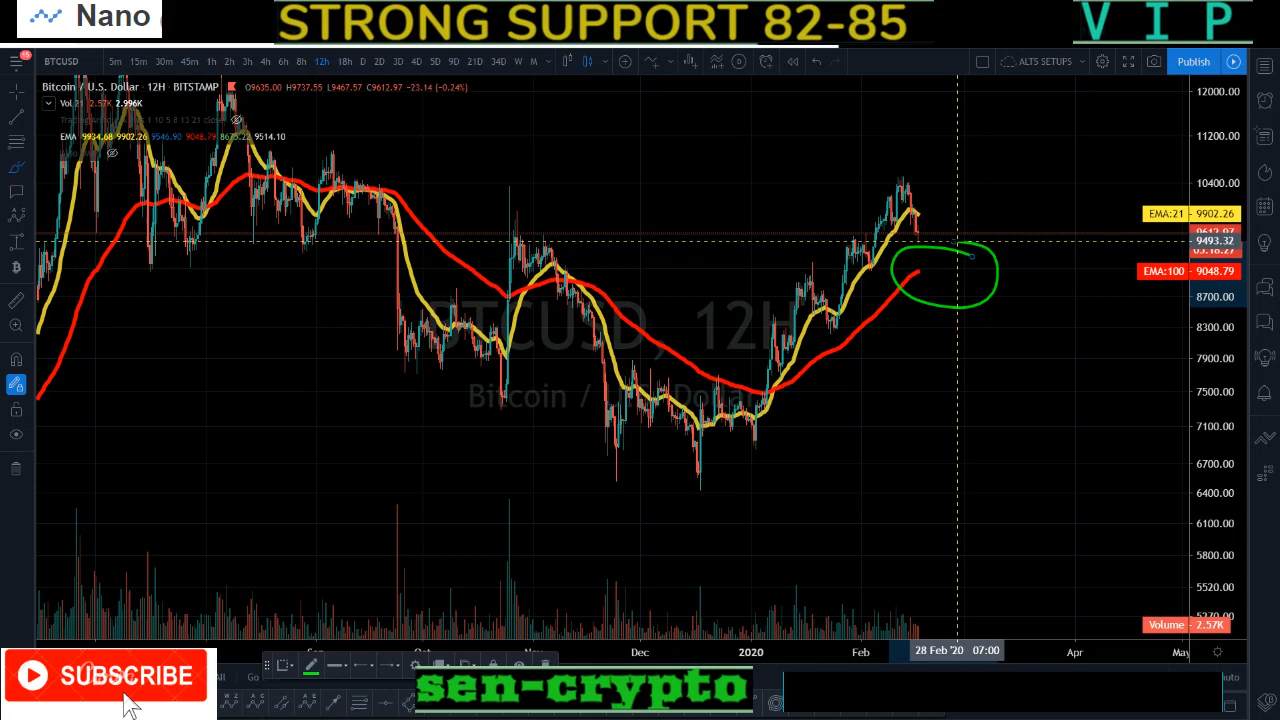 Nano
STRONG SUPPORT 82-85
V I P
15
BTCUSD
5m 15m 30m 45m 1h 2h 3h 4h 6h 8h 12h 18h D 2D 3D 4D 5D 9D 21D 34D W M
ALTS SETUPS
Publish
Bitcoin / U.S. Dollar · 12H · BITSTAMP
O9635.00 H9737.55 L9467.57 C9612.97 -23.14 (-0.24%)
Vol 21 2.57K 2.996K
EMA 9934.68 9902.26 9546.90 9048.79 8675.22 9514.10
12000.00
11200.00
10400.00
EMA:21 9902.26
9612.97
9493.32
EMA:100 9048.79
8700.00
8300.00
7900.00
7500.00
7100.00
6700.00
6400.00
6100.00
5800.00
5520.00
BTCUSD, 12H
Bitcoin / Dollar
Volume 2.57K
Oct Dec 2020 Feb 28 Feb '20 07:00 Apr May
SUBSCRIBE
sen-crypto